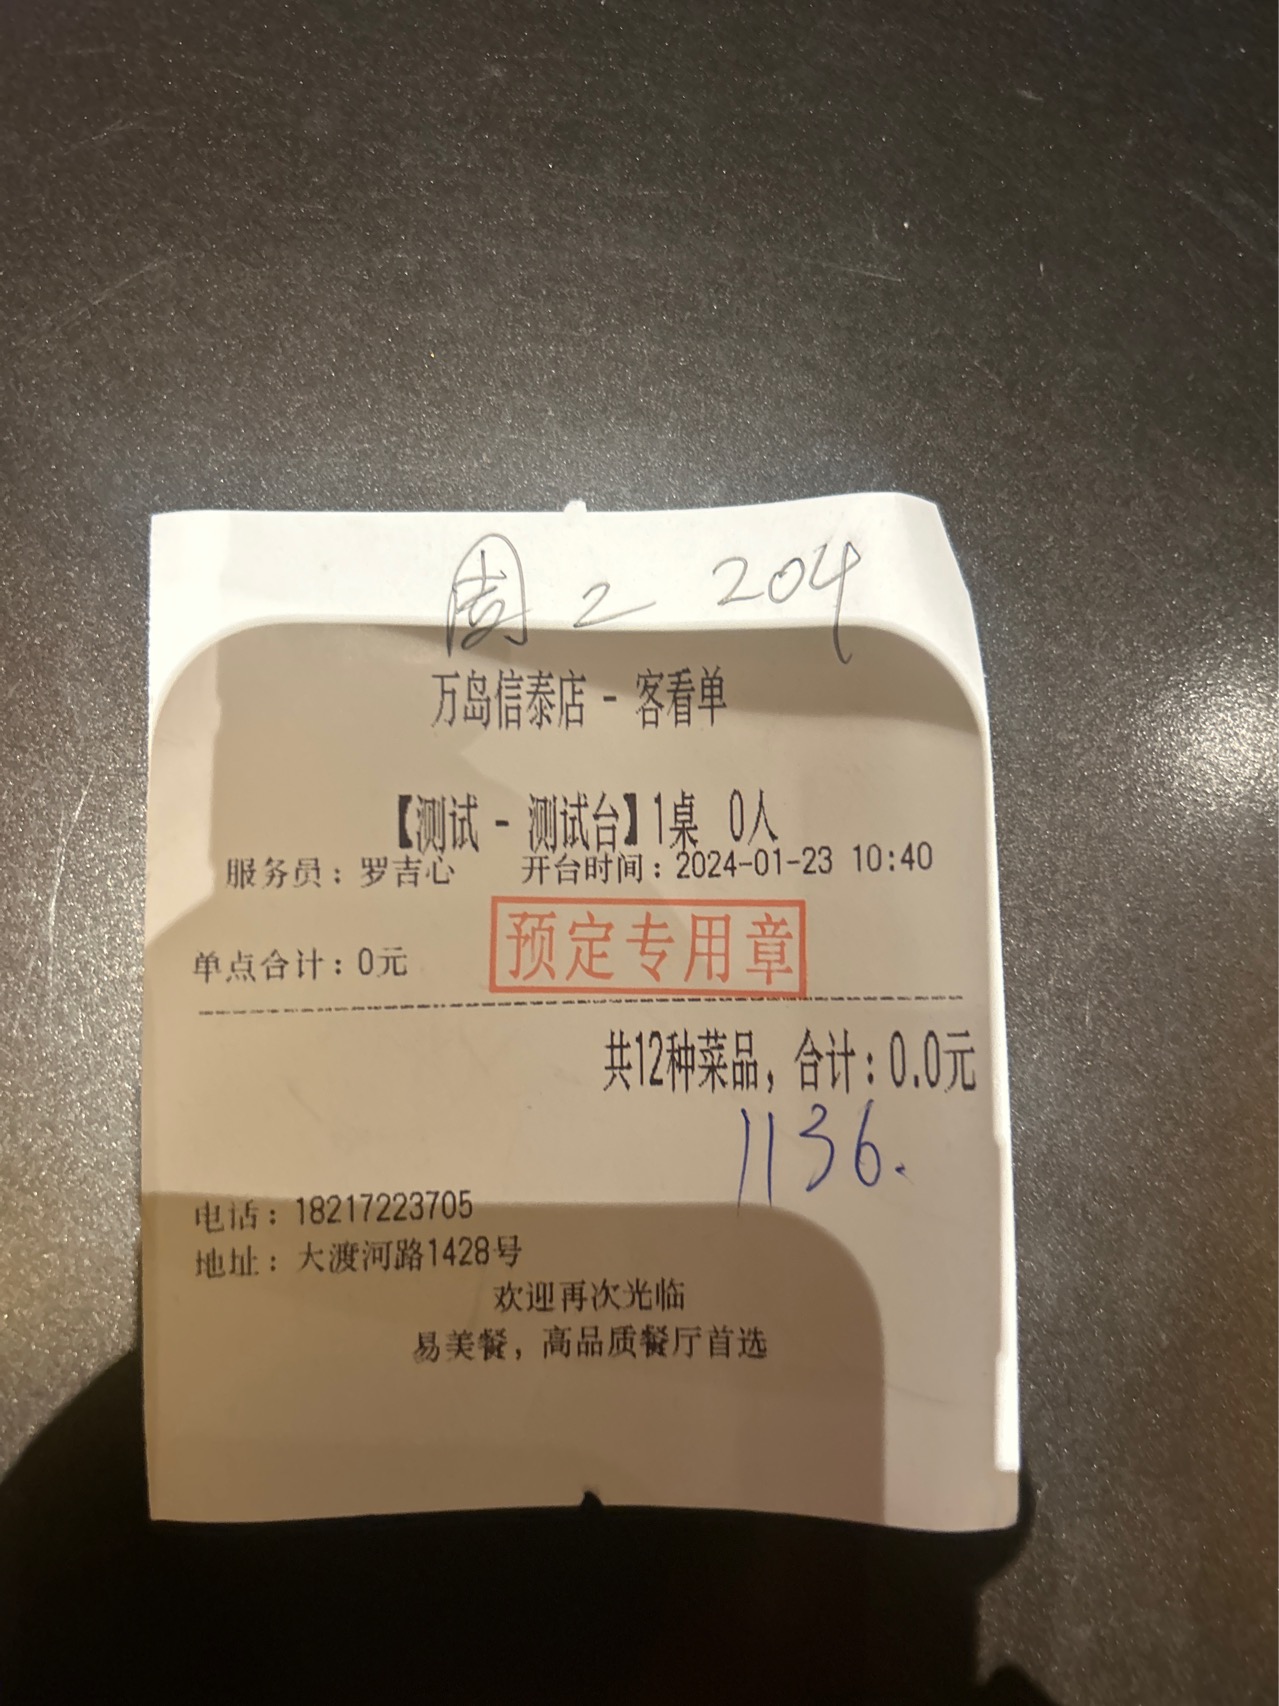 周二 204
万岛信泰店 - 客看单
【测试 - 测试台】1桌 0人
服务员：罗吉心 开台时间：2024-01-23 10:40
预定专用章
单点合计：0元
共12种菜品，合计：0.0元
1136.
电话：18217223705
地址：大渡河路1428号
欢迎再次光临
易美餐，高品质餐厅首选